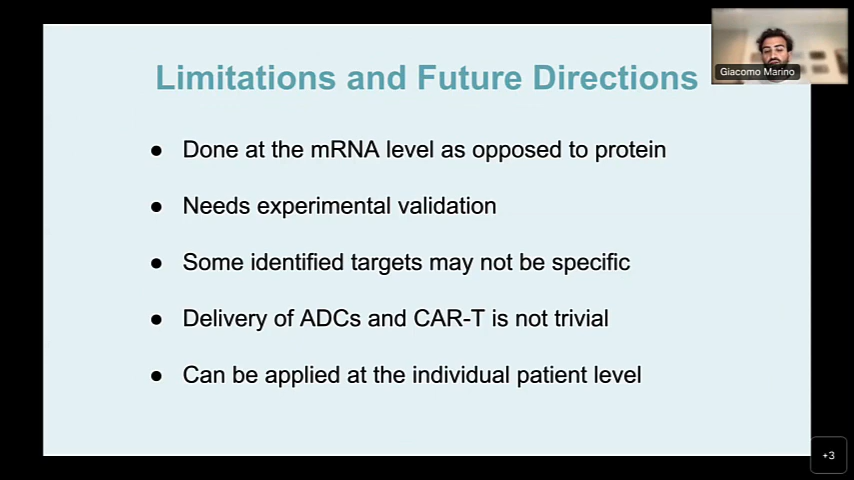 Limitations and Future Directions
Giacomo Marino
● Done at the mRNA level as opposed to protein
● Needs experimental validation
● Some identified targets may not be specific
● Delivery of ADCs and CAR-T is not trivial
● Can be applied at the individual patient level
+3